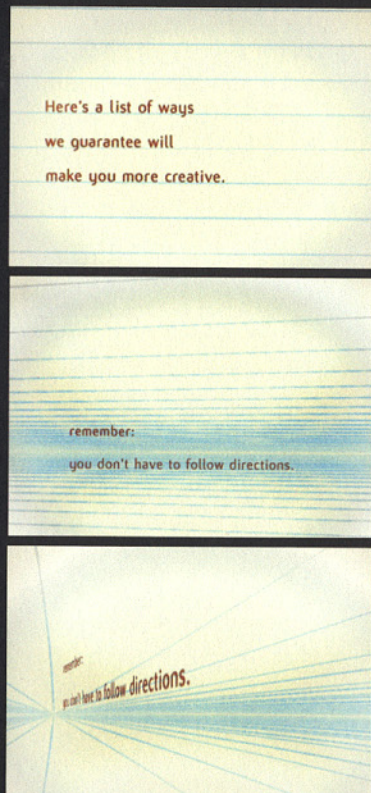 Here's a list of ways
we guarantee will
make you more creative.
remember:
you don't have to follow directions.
remember:
you don't have to follow directions.